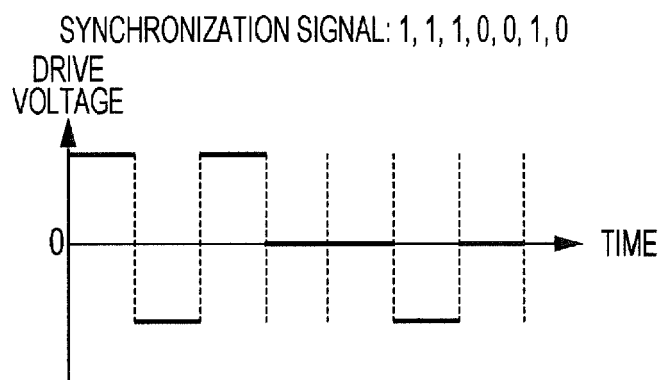 SYNCHRONIZATION SIGNAL: 1, 1, 1, 0, 0, 1, 0
DRIVE
VOLTAGE
0
TIME